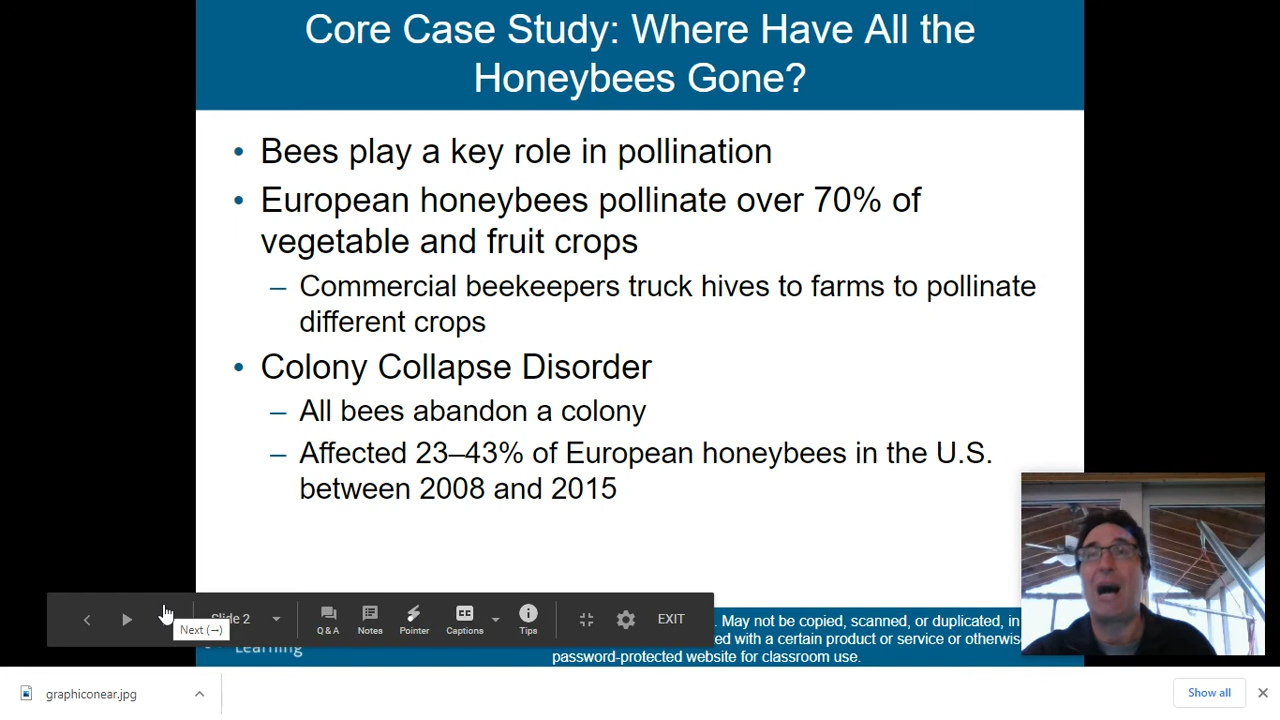 Core Case Study: Where Have All the
Honeybees Gone?
• Bees play a key role in pollination
• European honeybees pollinate over 70% of
vegetable and fruit crops
– Commercial beekeepers truck hives to farms to pollinate
different crops
• Colony Collapse Disorder
– All bees abandon a colony
– Affected 23–43% of European honeybees in the U.S.
between 2008 and 2015
Slide 2
Q & A
Notes
Pointer
CC
Captions
Tips
EXIT
Next (→)
. May not be copied, scanned, or duplicated, in
ed with a certain product or service or otherwise
password-protected website for classroom use.
Learning
graphiconear.jpg
Show all